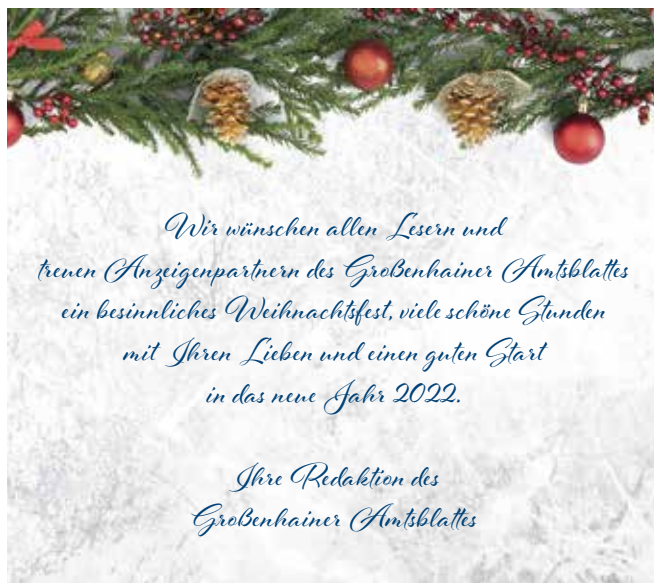 Wir wünschen allen Lesern und
treuen Anzeigenpartnern des Großenhainer Amtsblattes
ein besinnliches Weihnachtsfest, viele schöne Stunden
mit Ihren Lieben und einen guten Start
in das neue Jahr 2022.
Ihre Redaktion des
Großenhainer Amtsblattes